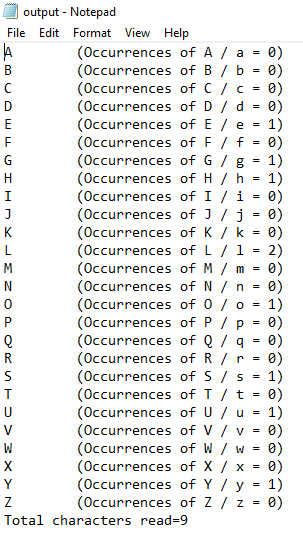 output - Notepad
File Edit Format View Help
A (Occurrences of A / a = 0)
B (Occurrences of B / b = 0)
C (Occurrences of C / c = 0)
D (Occurrences of D / d = 0)
E (Occurrences of E / e = 1)
F (Occurrences of F / f = 0)
G (Occurrences of G / g = 1)
H (Occurrences of H / h = 1)
I (Occurrences of I / i = 0)
J (Occurrences of J / j = 0)
K (Occurrences of K / k = 0)
L (Occurrences of L / l = 2)
M (Occurrences of M / m = 0)
N (Occurrences of N / n = 0)
O (Occurrences of O / o = 1)
P (Occurrences of P / p = 0)
Q (Occurrences of Q / q = 0)
R (Occurrences of R / r = 0)
S (Occurrences of S / s = 1)
T (Occurrences of T / t = 0)
U (Occurrences of U / u = 1)
V (Occurrences of V / v = 0)
W (Occurrences of W / w = 0)
X (Occurrences of X / x = 0)
Y (Occurrences of Y / y = 1)
Z (Occurrences of Z / z = 0)
Total characters read=9